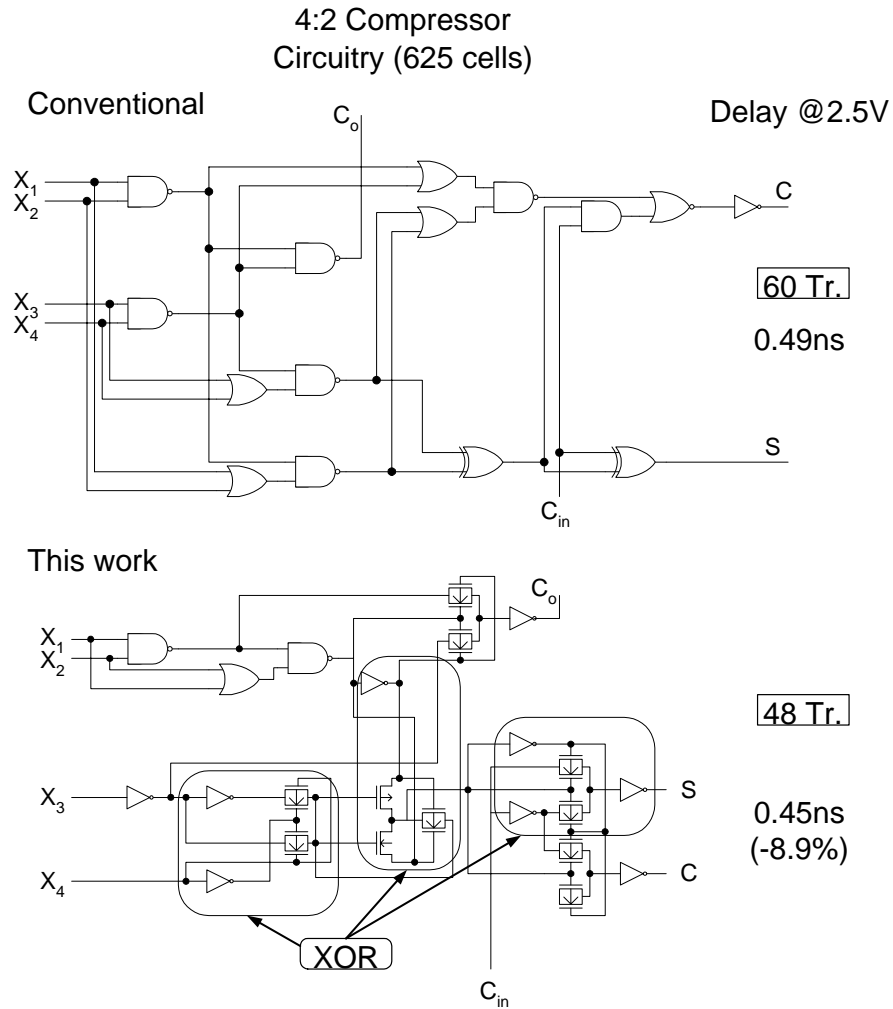 4:2 Compressor
Circuitry (625 cells)
Conventional
Delay @2.5V
Co
X1
X2
C
X3
X4
60 Tr.
0.49ns
S
Cin
This work
Co
X1
X2
48 Tr.
X3
S
0.45ns
(-8.9%)
X4
C
XOR
Cin